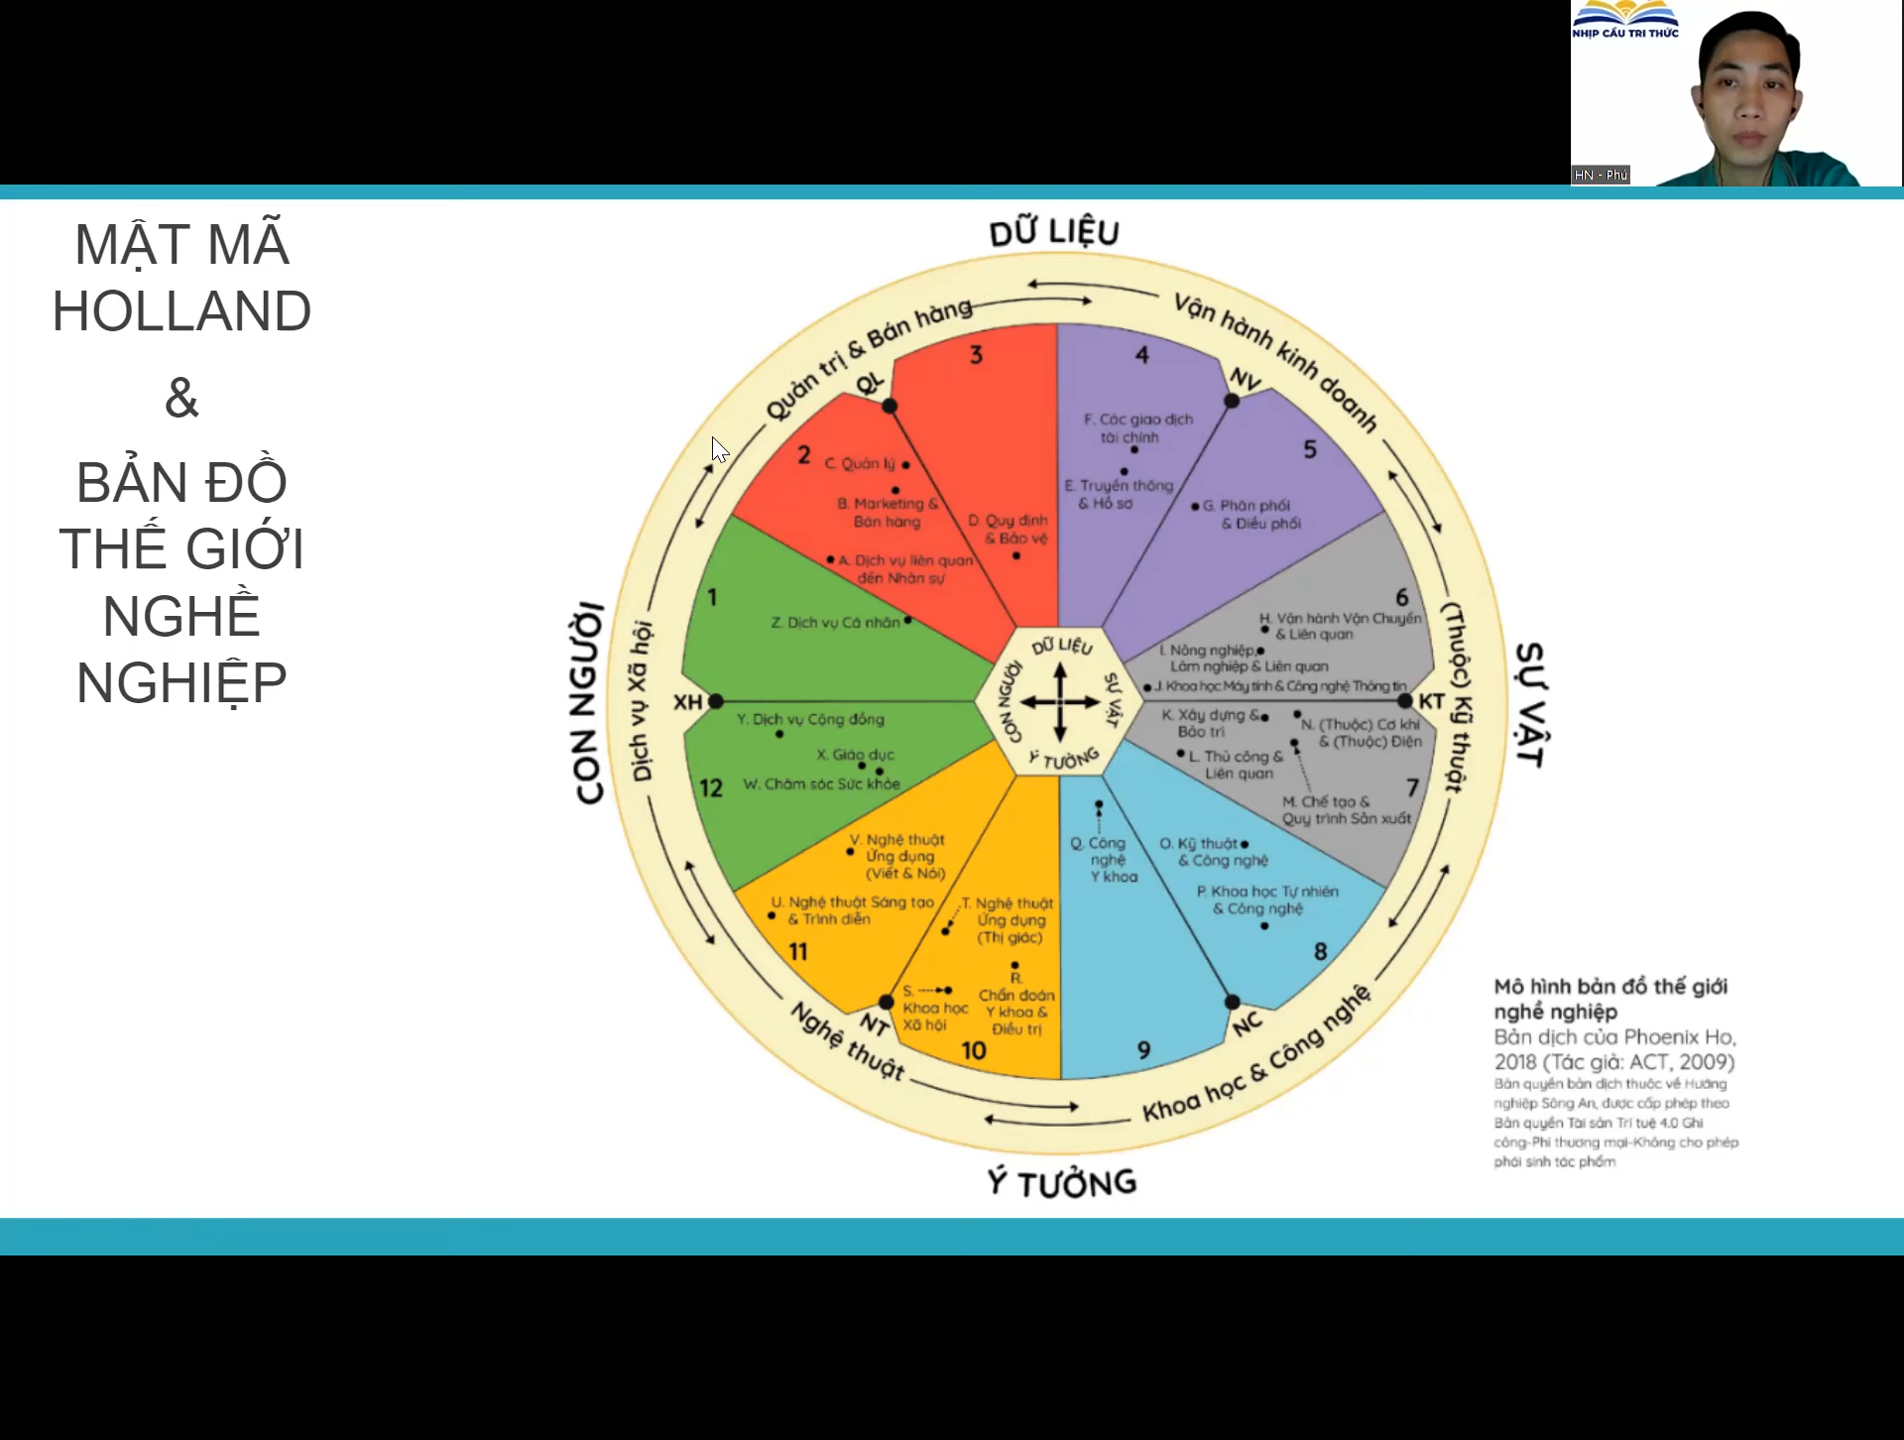 NHỊP CẦU TRI THỨC
HN - Phú
MẬT MÃ
HOLLAND
&
BẢN ĐỒ
THẾ GIỚI
NGHỀ
NGHIỆP
DỮ LIỆU
Quản trị & Bán hàng
Vận hành kinh doanh
CON NGƯỜI
Dịch vụ Xã hội
(Thuộc) Kỹ thuật
SỰ VẬT
Nghệ thuật
Khoa học & Công nghệ
Ý TƯỞNG
QL
NV
XH
KT
NT
NC
DỮ LIỆU
CON NGƯỜI
SỰ VẬT
Ý TƯỞNG
1
Z. Dịch vụ Cá nhân
2
C. Quản lý
B. Marketing &
Bán hàng
A. Dịch vụ liên quan
đến Nhân sự
3
D. Quy định
& Bảo vệ
4
F. Các giao dịch
tài chính
E. Truyền thông
& Hồ sơ
5
G. Phân phối
& Điều phối
6
H. Vận hành Vận Chuyển
& Liên quan
I. Nông nghiệp,
Lâm nghiệp & Liên quan
J. Khoa học Máy tính & Công nghệ Thông tin
K. Xây dựng &
Bảo trì
N. (Thuộc) Cơ khí
& (Thuộc) Điện
L. Thủ công &
Liên quan
7
M. Chế tạo &
Quy trình Sản xuất
O. Kỹ thuật
& Công nghệ
P. Khoa học Tự nhiên
& Công nghệ
8
Q. Công
nghệ
Y khoa
9
T. Nghệ thuật
Ứng dụng
(Thị giác)
R.
Chẩn đoán
Y khoa &
Điều trị
S.
Khoa học
Xã hội
10
V. Nghệ thuật
Ứng dụng
(Viết & Nói)
U. Nghệ thuật Sáng tạo
& Trình diễn
11
Y. Dịch vụ Cộng đồng
X. Giáo dục
W. Chăm sóc Sức khỏe
12
Mô hình bản đồ thế giới
nghề nghiệp
Bản dịch của Phoenix Ho,
2018 (Tác giả: ACT, 2009)
Bản quyền bản dịch thuộc về Hướng
nghiệp Sông An, được cấp phép theo
Bản quyền Tài sản Trí tuệ 4.0 Ghi
công-Phi thương mại-Không cho phép
phái sinh tác phẩm